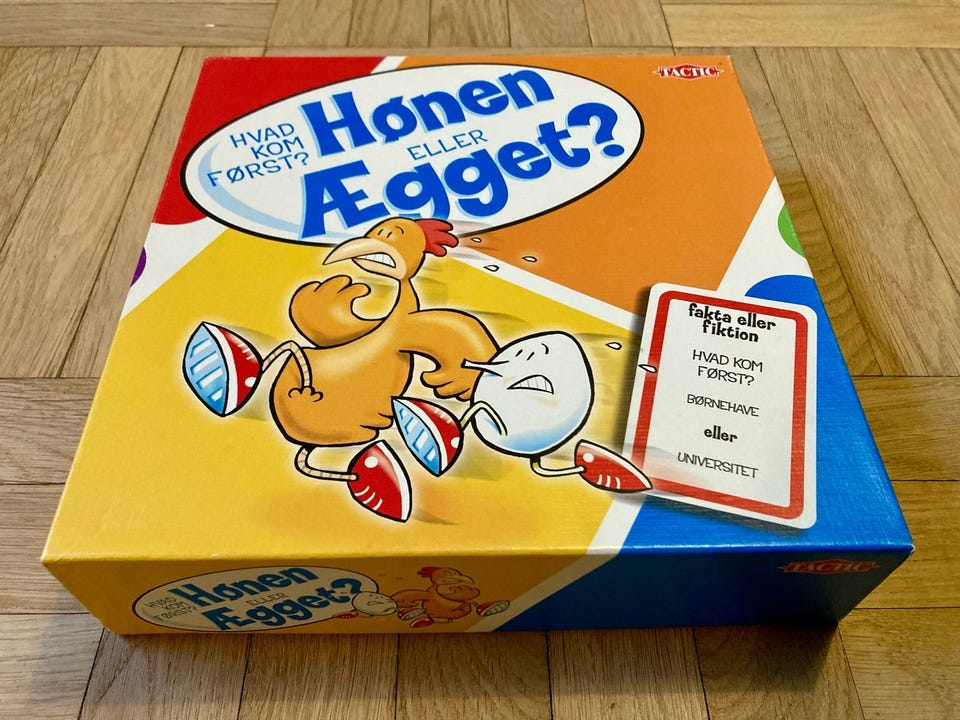 TACTIC
HVAD
KOM
FØRST?
Hønen
ELLER
Ægget?
fakta eller
fiktion
HVAD KOM
FØRST?
BØRNEHAVE
eller
UNIVERSITET
HVAD
KOM
FØRST?
Hønen
ELLER
Ægget?
TACTIC